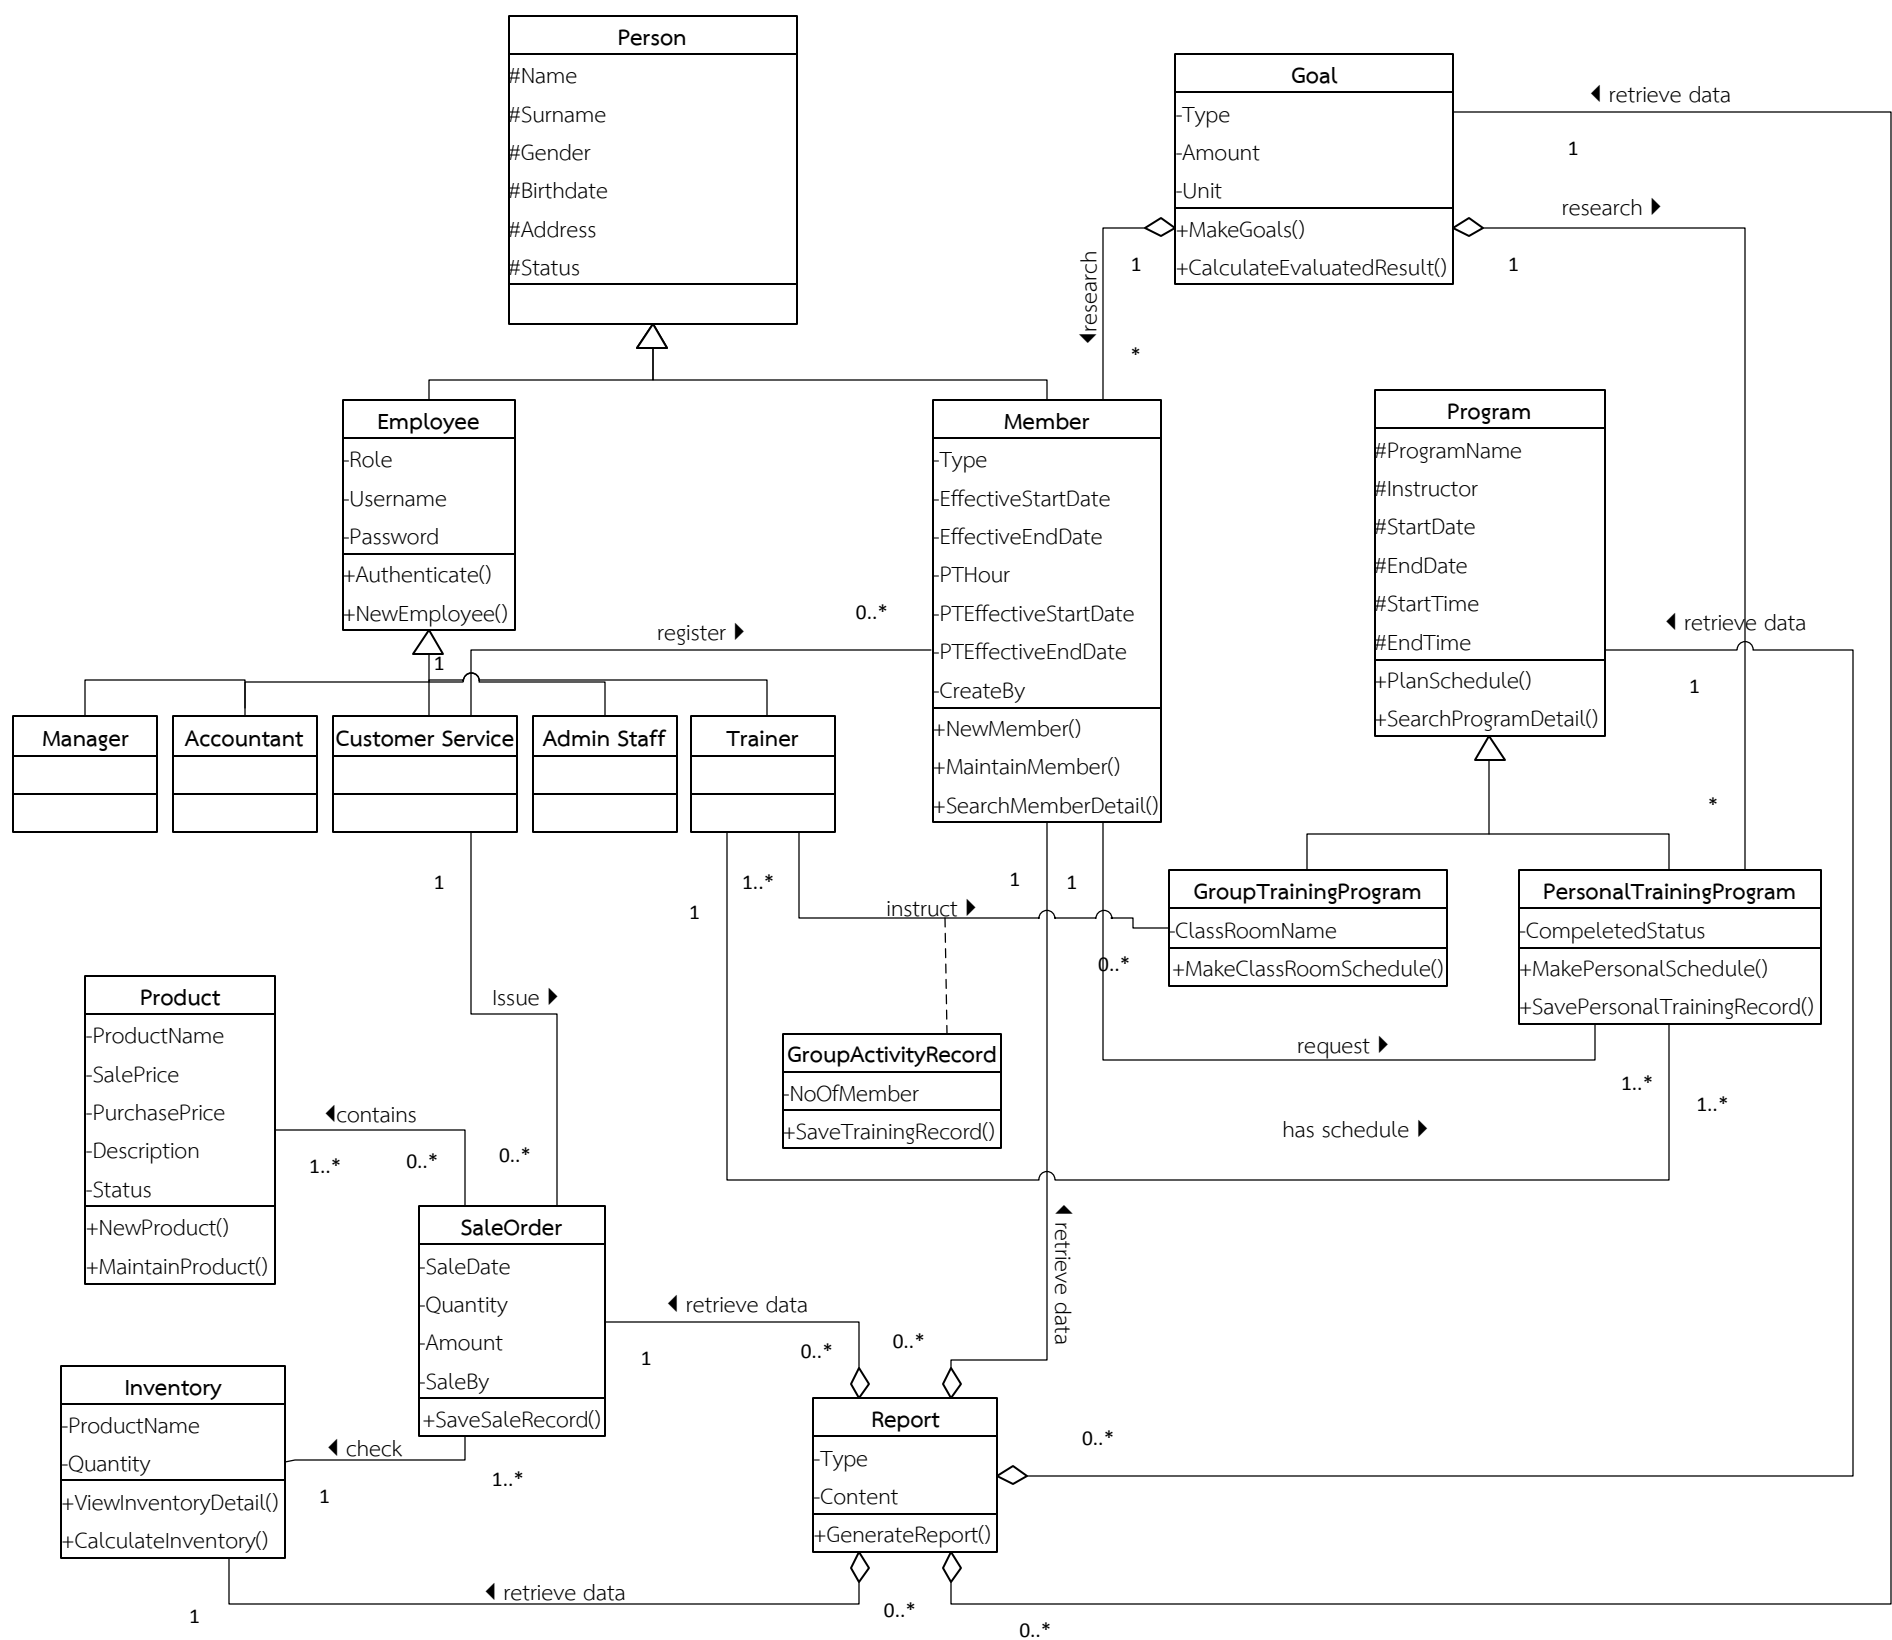 Person
#Name
#Surname
#Gender
#Birthdate
#Address
#Status
Goal
-Type
-Amount
-Unit
+MakeGoals()
+CalculateEvaluatedResult()
retrieve data
1
research
1
research
1
*
Employee
-Role
-Username
-Password
+Authenticate()
+NewEmployee()
1
register
0..*
Member
-Type
-EffectiveStartDate
-EffectiveEndDate
-PTHour
-PTEffectiveStartDate
-PTEffectiveEndDate
-CreateBy
+NewMember()
+MaintainMember()
+SearchMemberDetail()
Program
#ProgramName
#Instructor
#StartDate
#EndDate
#StartTime
#EndTime
+PlanSchedule()
+SearchProgramDetail()
retrieve data
1
*
Manager
Accountant
Customer Service
Admin Staff
Trainer
1
1
1..*
instruct
1
1
0..*
GroupTrainingProgram
-ClassRoomName
+MakeClassRoomSchedule()
PersonalTrainingProgram
-CompeletedStatus
+MakePersonalSchedule()
+SavePersonalTrainingRecord()
Issue
Product
-ProductName
-SalePrice
-PurchasePrice
-Description
-Status
+NewProduct()
+MaintainProduct()
contains
1..*
0..*
0..*
GroupActivityRecord
-NoOfMember
+SaveTrainingRecord()
request
1..*
1..*
has schedule
SaleOrder
-SaleDate
-Quantity
-Amount
-SaleBy
+SaveSaleRecord()
retrieve data
1
0..*
0..*
retrieve data
Inventory
-ProductName
-Quantity
+ViewInventoryDetail()
+CalculateInventory()
check
1
1..*
Report
-Type
-Content
+GenerateReport()
0..*
retrieve data
1
0..*
0..*